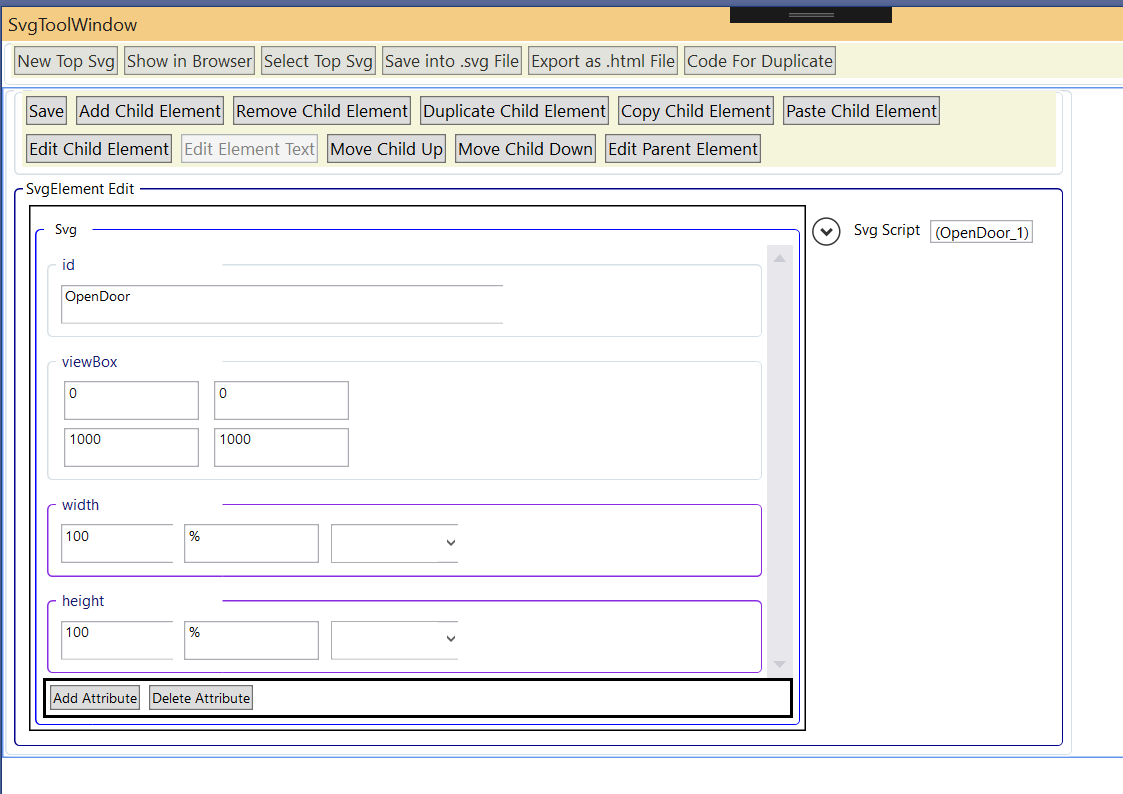 SvgToolWindow
New Top Svg Show in Browser Select Top Svg Save into .svg File Export as .html File Code For Duplicate
Save Add Child Element Remove Child Element Duplicate Child Element Copy Child Element Paste Child Element
Edit Child Element Edit Element Text Move Child Up Move Child Down Edit Parent Element
SvgElement Edit
Svg Svg Script (OpenDoor_1)
id
OpenDoor
viewBox
0 0
1000 1000
width
100 %
height
100 %
Add Attribute Delete Attribute